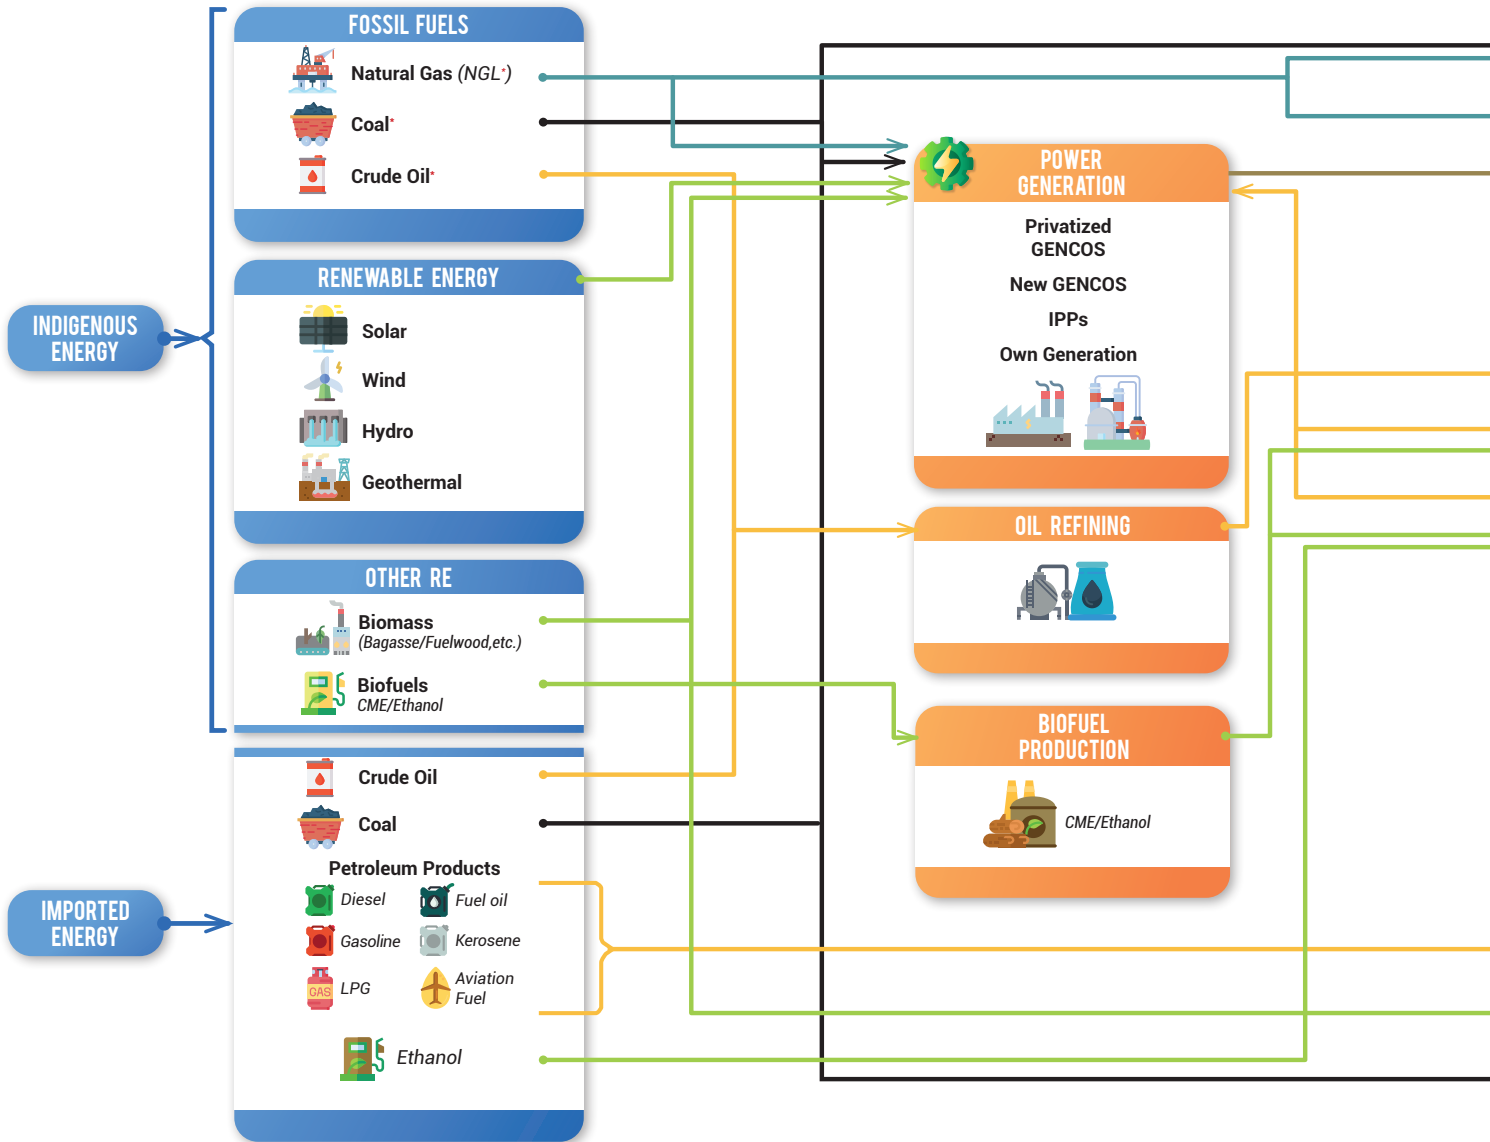 INDIGENOUS
ENERGY
FOSSIL FUELS
Natural Gas (NGL*)
Coal*
Crude Oil*
RENEWABLE ENERGY
Solar
Wind
Hydro
Geothermal
OTHER RE
Biomass
(Bagasse/Fuelwood,etc.)
Biofuels
CME/Ethanol
IMPORTED
ENERGY
Crude Oil
Coal
Petroleum Products
Diesel
Fuel oil
Gasoline
Kerosene
GAS
LPG
Aviation
Fuel
Ethanol
POWER
GENERATION
Privatized
GENCOS
New GENCOS
IPPs
Own Generation
OIL REFINING
BIOFUEL
PRODUCTION
CME/Ethanol